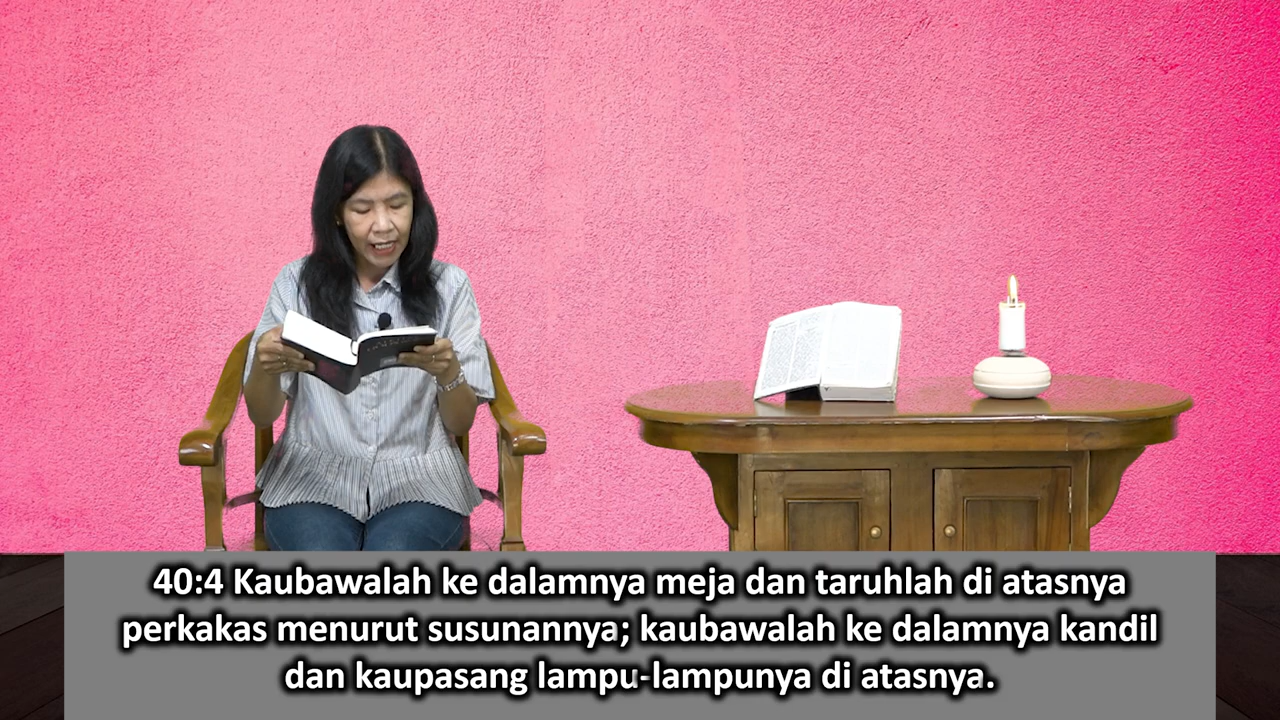 40:4 Kaubawalah ke dalamnya meja dan taruhlah di atasnya
perkakas menurut susunannya; kaubawalah ke dalamnya kandil
dan kaupasang lampu-lampunya di atasnya.